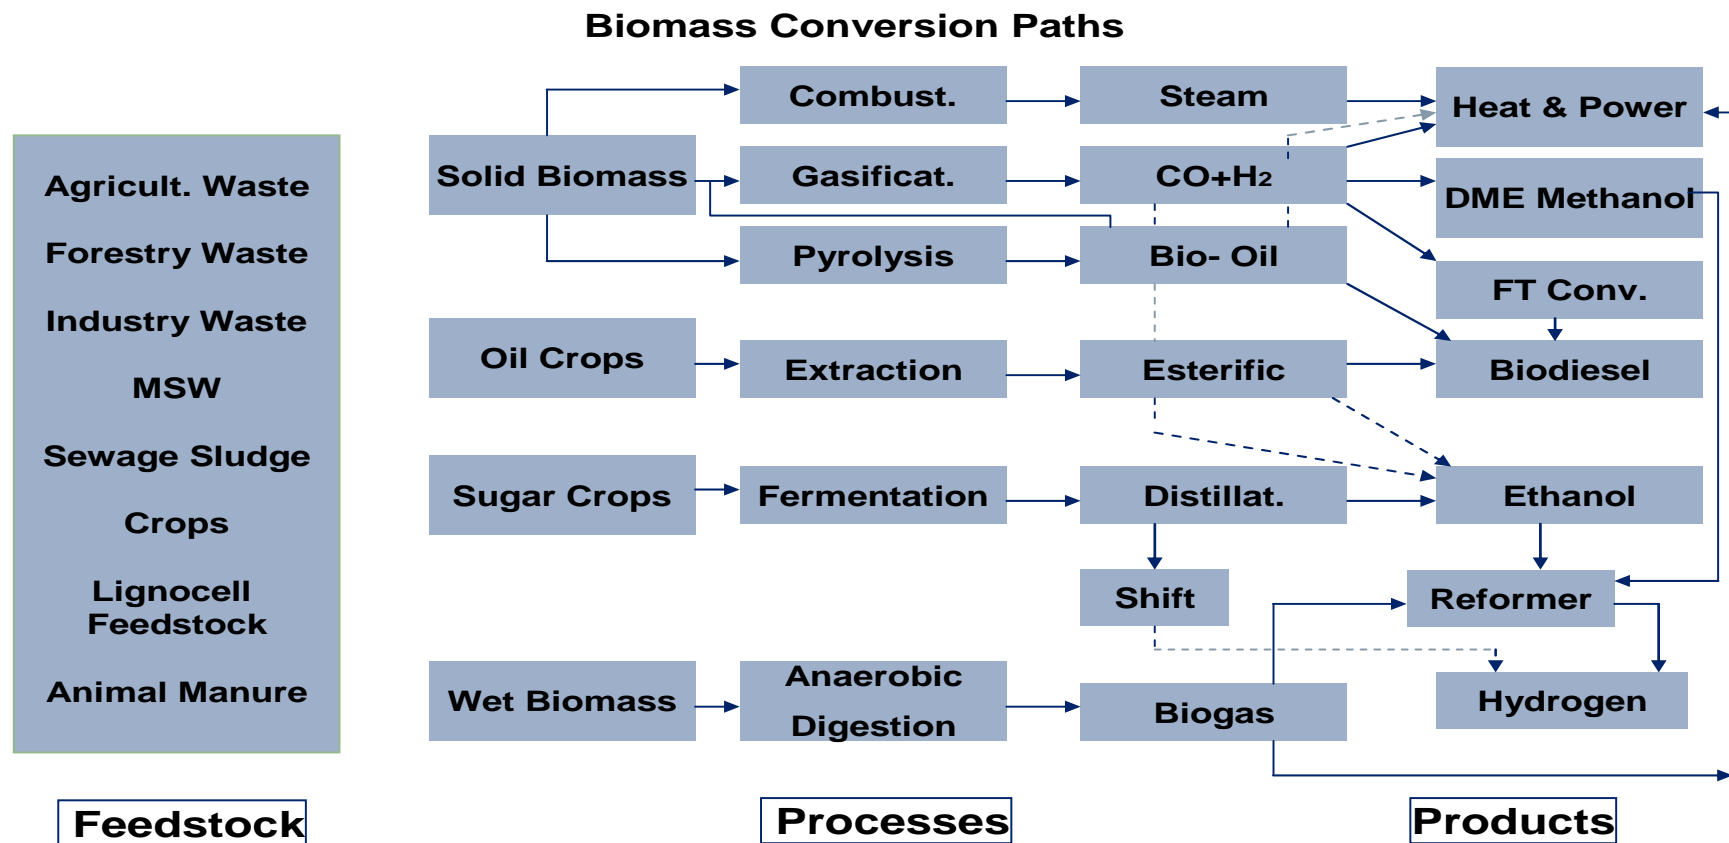 Biomass Conversion Paths
Agricult. Waste
Forestry Waste
Industry Waste
MSW
Sewage Sludge
Crops
Lignocell
Feedstock
Animal Manure
Solid Biomass
Oil Crops
Sugar Crops
Wet Biomass
Combust.
Gasificat.
Pyrolysis
Extraction
Fermentation
Anaerobic
Digestion
Steam
CO+H2
Bio- Oil
Esterific
Distillat.
Shift
Biogas
Heat & Power
DME Methanol
FT Conv.
Biodiesel
Ethanol
Reformer
Hydrogen
Feedstock
Processes
Products